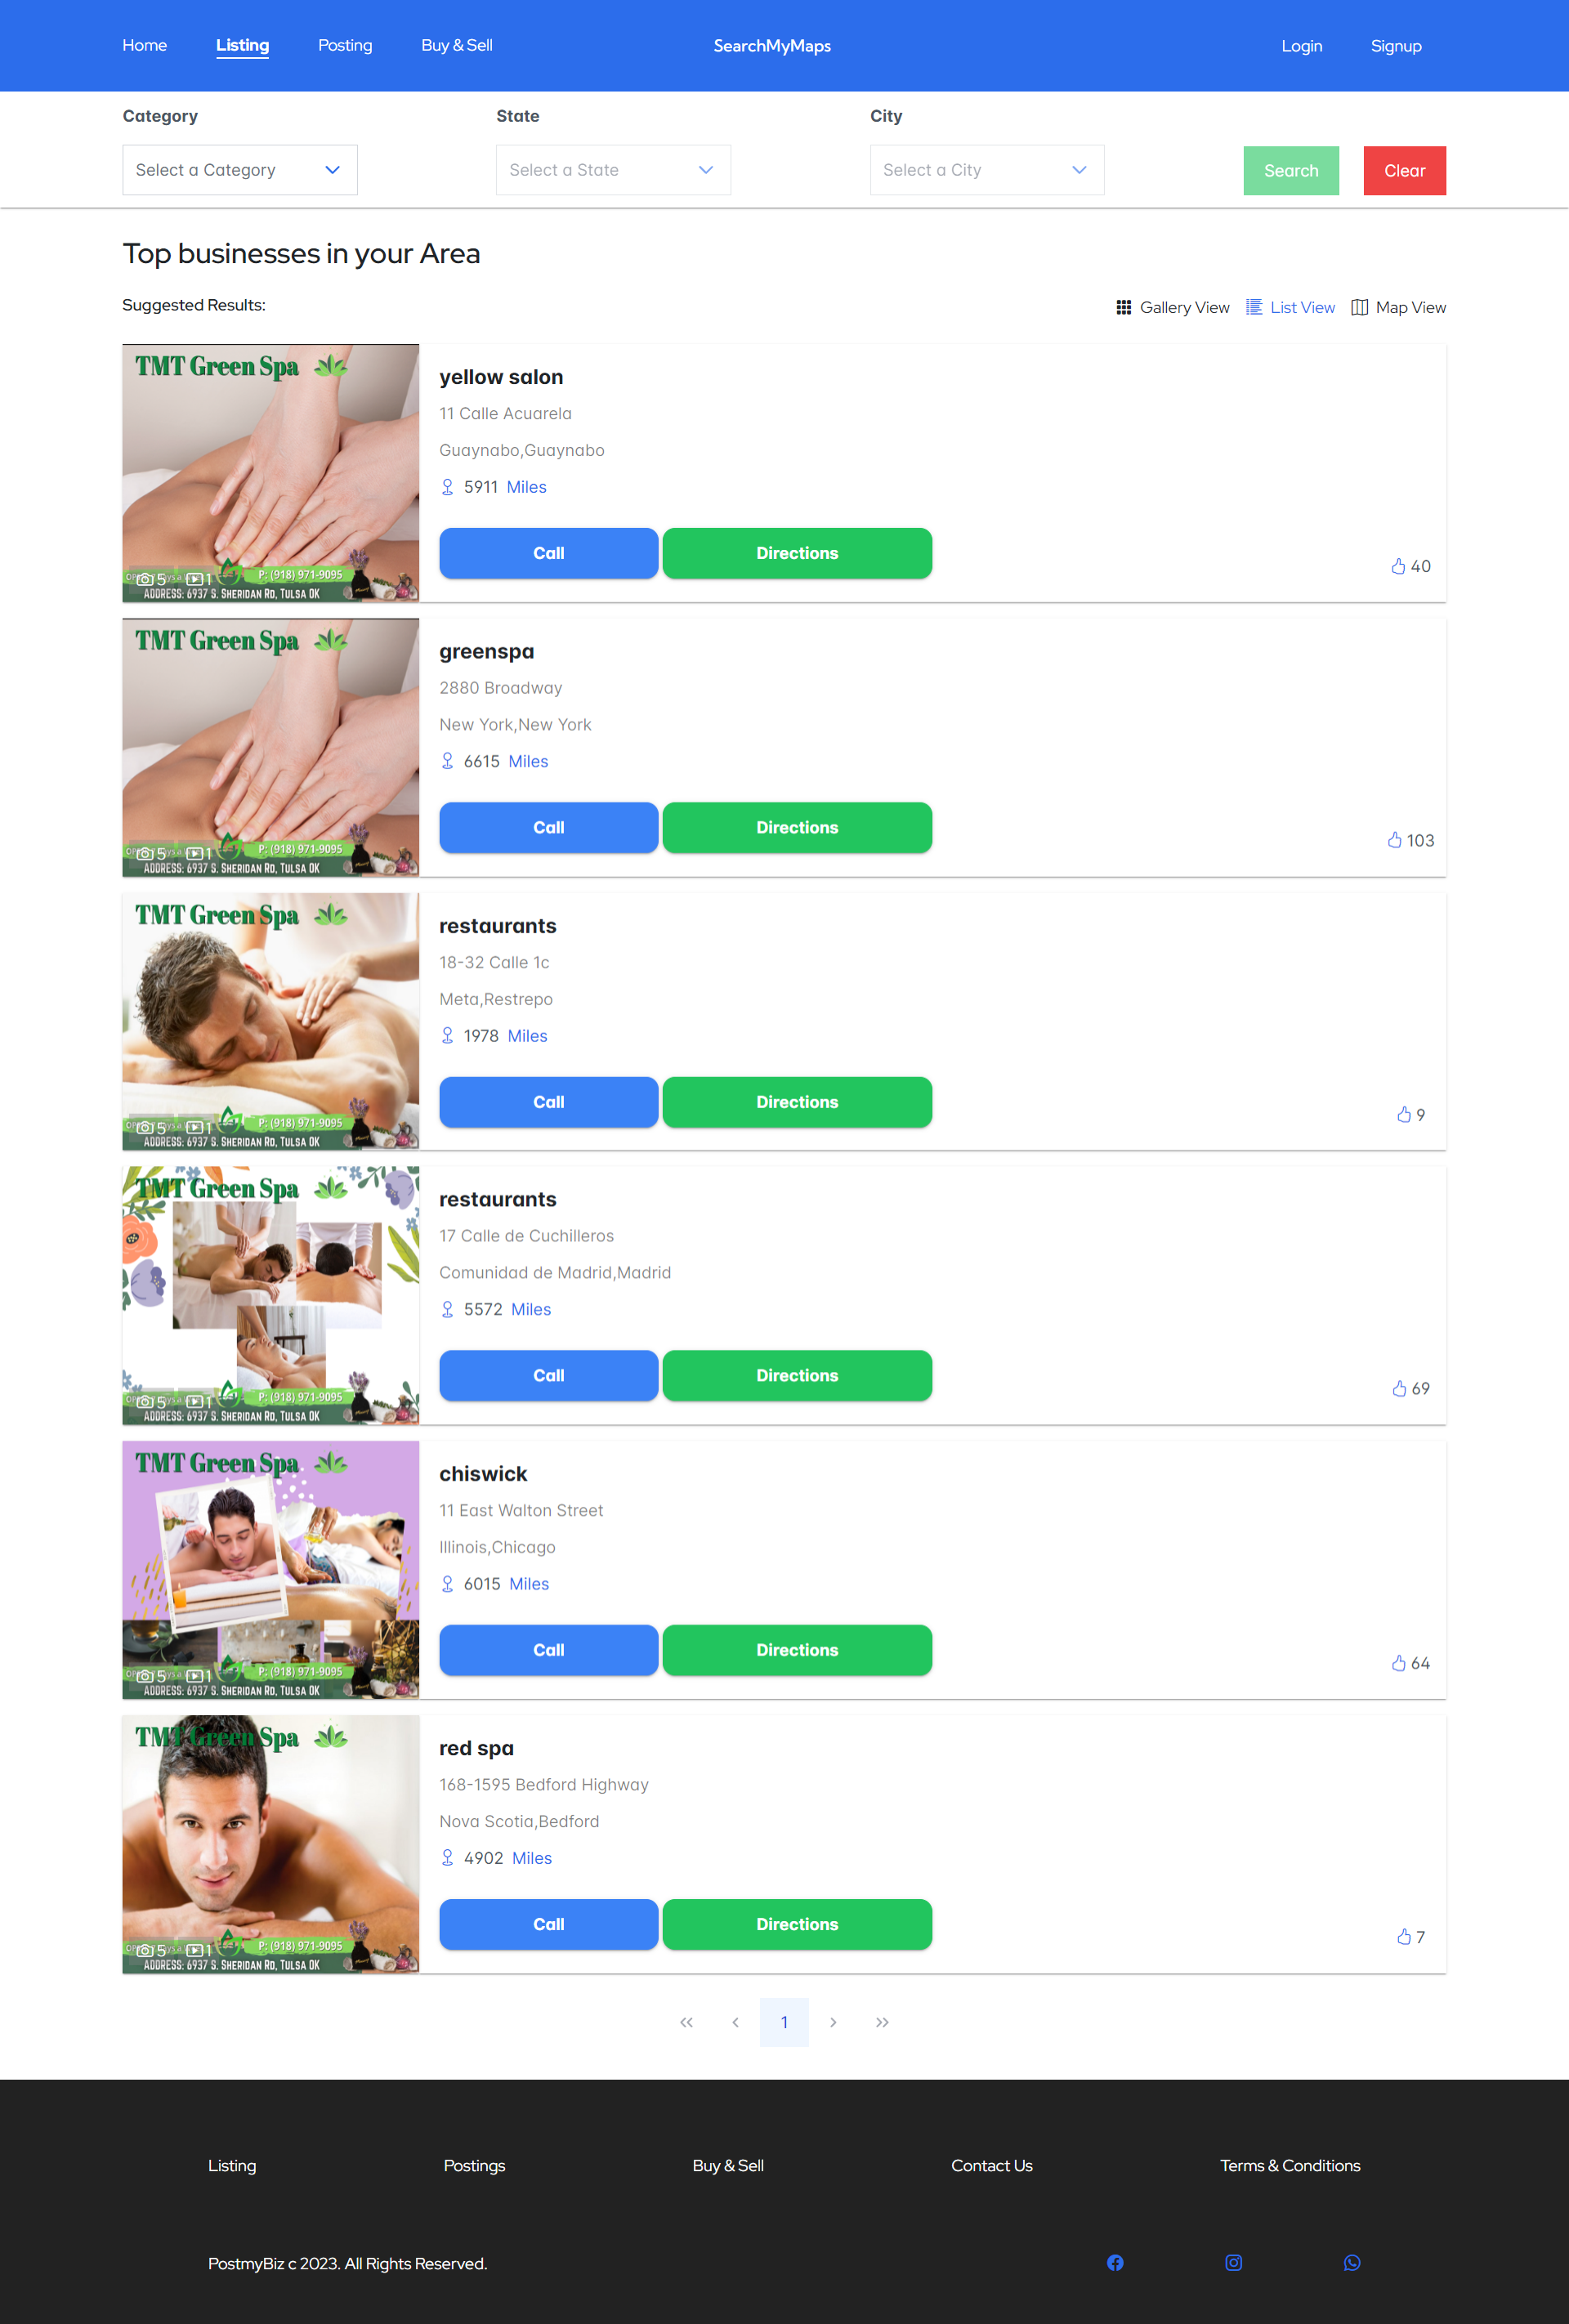 Home Listing Posting Buy & Sell SearchMyMaps Login Signup
Category State City
Select a Category Select a State Select a City Search Clear
Top businesses in your Area
Suggested Results: Gallery View List View Map View
TMT Green Spa
yellow salon
11 Calle Acuarela
Guaynabo,Guaynabo
5911 Miles
Call Directions
40
5 1 P: (918) 971-9095
ADDRESS: 6937 S. SHERIDAN RD, TULSA OK
TMT Green Spa
greenspa
2880 Broadway
New York,New York
6615 Miles
Call Directions
103
5 1 P: (918) 971-9095
ADDRESS: 6937 S. SHERIDAN RD, TULSA OK
TMT Green Spa
restaurants
18-32 Calle 1c
Meta,Restrepo
1978 Miles
Call Directions
9
5 1 P: (918) 971-9095
ADDRESS: 6937 S. SHERIDAN RD, TULSA OK
TMT Green Spa
restaurants
17 Calle de Cuchilleros
Comunidad de Madrid,Madrid
5572 Miles
Call Directions
69
5 1 P: (918) 971-9095
ADDRESS: 6937 S. SHERIDAN RD, TULSA OK
TMT Green Spa
chiswick
11 East Walton Street
Illinois,Chicago
6015 Miles
Call Directions
64
5 1 P: (918) 971-9095
ADDRESS: 6937 S. SHERIDAN RD, TULSA OK
TMT Green Spa
red spa
168-1595 Bedford Highway
Nova Scotia,Bedford
4902 Miles
Call Directions
7
5 1 P: (918) 971-9095
ADDRESS: 6937 S. SHERIDAN RD, TULSA OK
1
Listing Postings Buy & Sell Contact Us Terms & Conditions
PostmyBiz c 2023. All Rights Reserved.